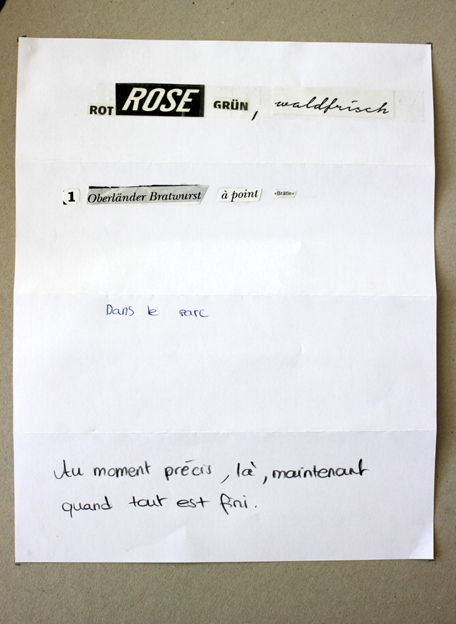 ROT ROSE GRÜN, waldfrisch
1 Oberländer Bratwurst à point «Brätle»
Dans le parc
Au moment précis, là, maintenant
quand tout est fini.